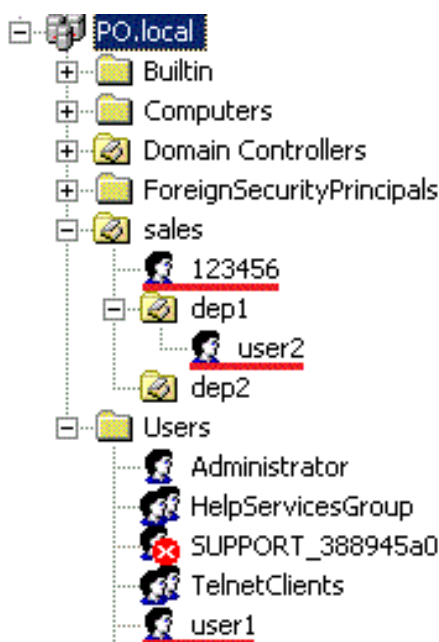 PO.local
Builtin
Computers
Domain Controllers
ForeignSecurityPrincipals
sales
123456
dep1
user2
dep2
Users
Administrator
HelpServicesGroup
SUPPORT_388945a0
TelnetClients
user1